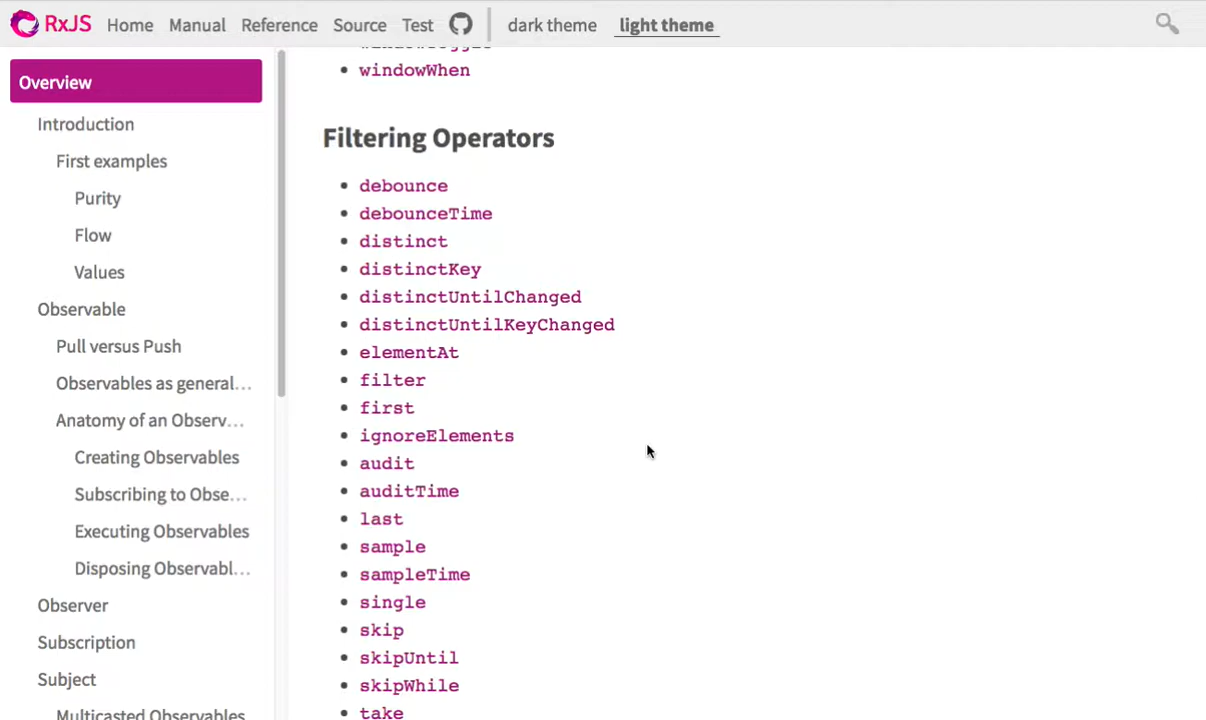 RxJS Home Manual Reference Source Test dark theme light theme
Overview
Introduction
First examples
Purity
Flow
Values
Observable
Pull versus Push
Observables as general...
Anatomy of an Observ...
Creating Observables
Subscribing to Obse...
Executing Observables
Disposing Observabl...
Observer
Subscription
Subject
Multicasted Observables
windowToggle
windowWhen
Filtering Operators
debounce
debounceTime
distinct
distinctKey
distinctUntilChanged
distinctUntilKeyChanged
elementAt
filter
first
ignoreElements
audit
auditTime
last
sample
sampleTime
single
skip
skipUntil
skipWhile
take